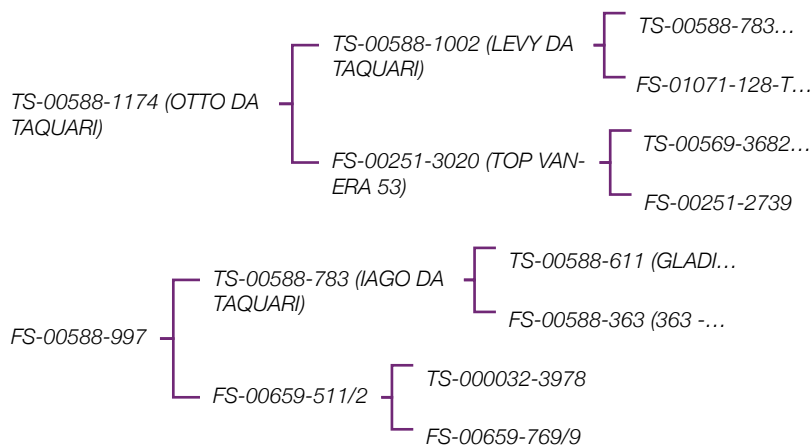 TS-00588-783...
TS-00588-1002 (LEVY DA
TAQUARI)
FS-01071-128-T...
TS-00588-1174 (OTTO DA
TAQUARI)
TS-00569-3682...
FS-00251-3020 (TOP VAN-
ERA 53)
FS-00251-2739
TS-00588-611 (GLADI...
TS-00588-783 (IAGO DA
TAQUARI)
FS-00588-363 (363 -...
FS-00588-997
TS-000032-3978
FS-00659-511/2
FS-00659-769/9